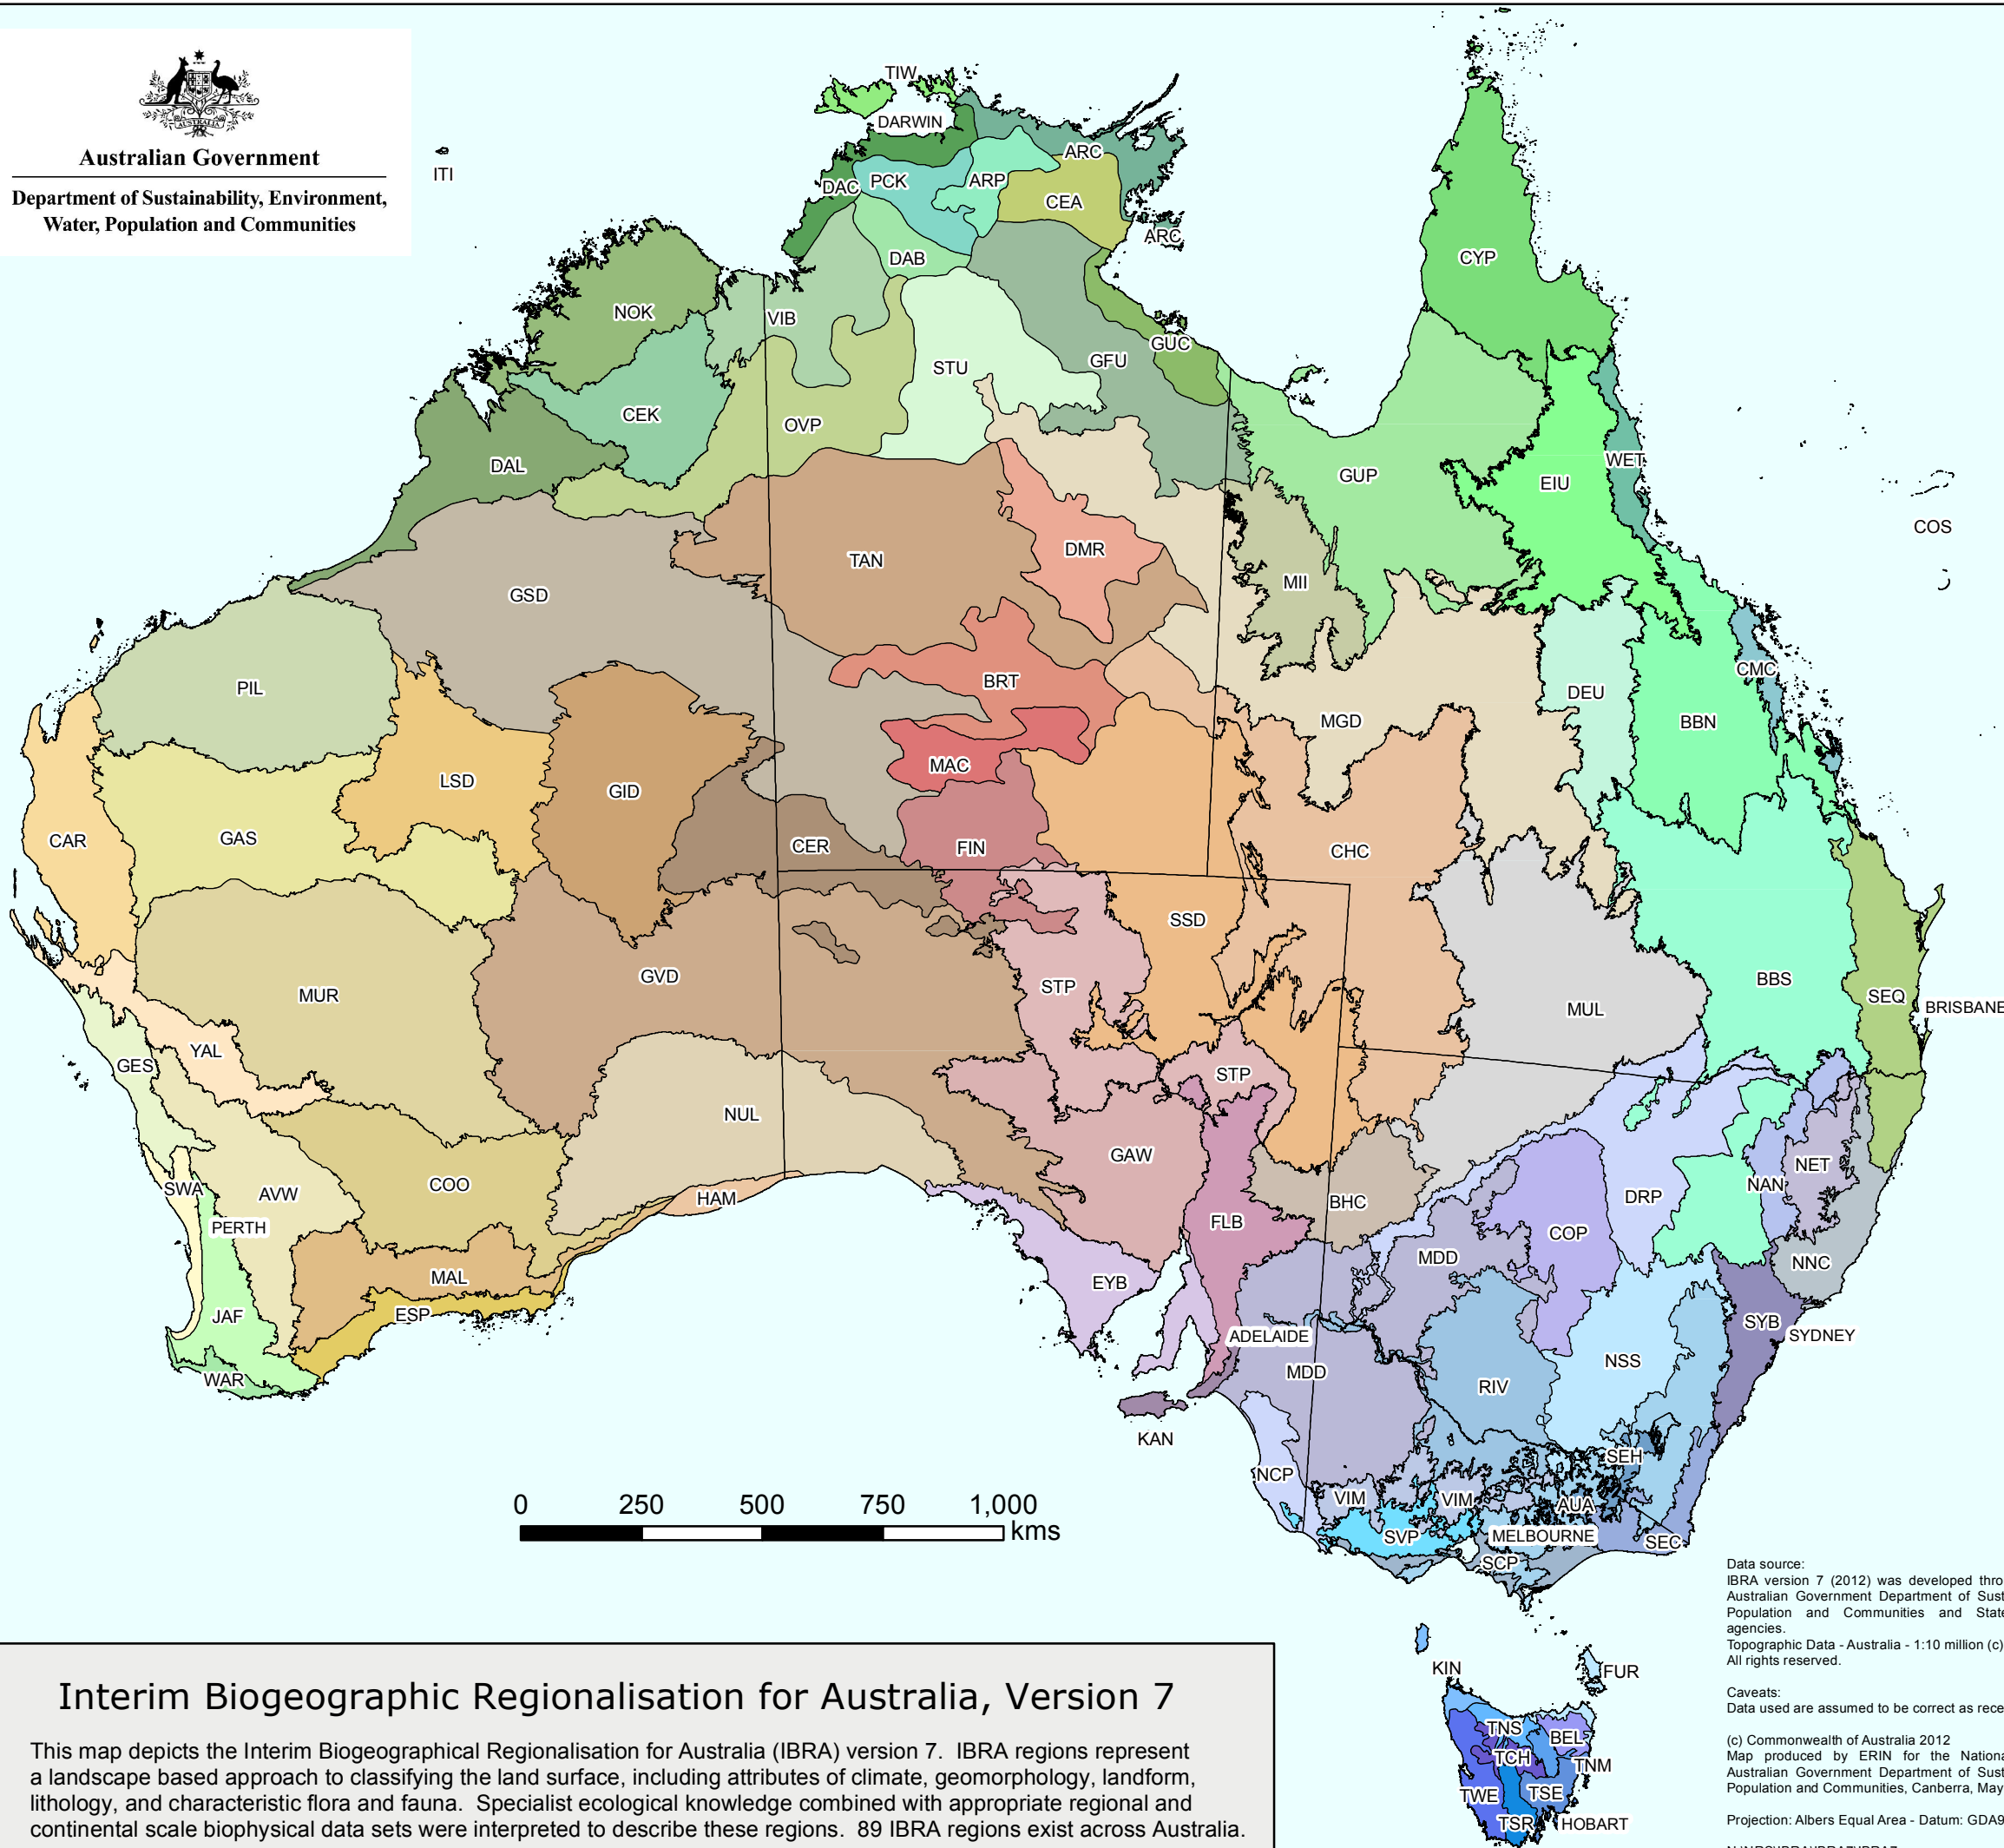 Australian Government
Department of Sustainability, Environment,
Water, Population and Communities
AUSTRALIA
ITI
TIW
DARWIN
DAC
PCK
ARP
ARC
CEA
ARC
DAB
CYP
NOK
VIB
GUC
STU
GFU
CEK
OVP
DAL
WET
GUP
EIU
COS
TAN
DMR
MII
GSD
CMC
PIL
BRT
DEU
MGD
BBN
MAC
LSD
GID
CAR
GAS
CER
FIN
CHC
SSD
GVD
STP
MUR
MUL
BBS
SEQ
BRISBANE
YAL
GES
STP
NUL
GAW
NET
COO
NAN
SWA
AVW
HAM
BHC
DRP
PERTH
FLB
COP
MDD
NNC
MAL
EYB
ESP
JAF
SYB
ADELAIDE
SYDNEY
NSS
MDD
WAR
RIV
KAN
SEH
NCP
VIM
VIM
AUA
SVP
MELBOURNE
SEC
SCP
0 250 500 750 1,000
kms
KIN
FUR
TNS
BEL
TCH
TNM
TWE
TSE
TSR
HOBART
Data source:
IBRA version 7 (2012) was developed thro
Australian Government Department of Sust
Population and Communities and State
agencies.
Topographic Data - Australia - 1:10 million (c)
All rights reserved.
Caveats:
Data used are assumed to be correct as rece
(c) Commonwealth of Australia 2012
Map produced by ERIN for the Nationa
Australian Government Department of Sust
Population and Communities, Canberra, May
Projection: Albers Equal Area - Datum: GDA9
Interim Biogeographic Regionalisation for Australia, Version 7
This map depicts the Interim Biogeographical Regionalisation for Australia (IBRA) version 7. IBRA regions represent
a landscape based approach to classifying the land surface, including attributes of climate, geomorphology, landform,
lithology, and characteristic flora and fauna. Specialist ecological knowledge combined with appropriate regional and
continental scale biophysical data sets were interpreted to describe these regions. 89 IBRA regions exist across Australia.